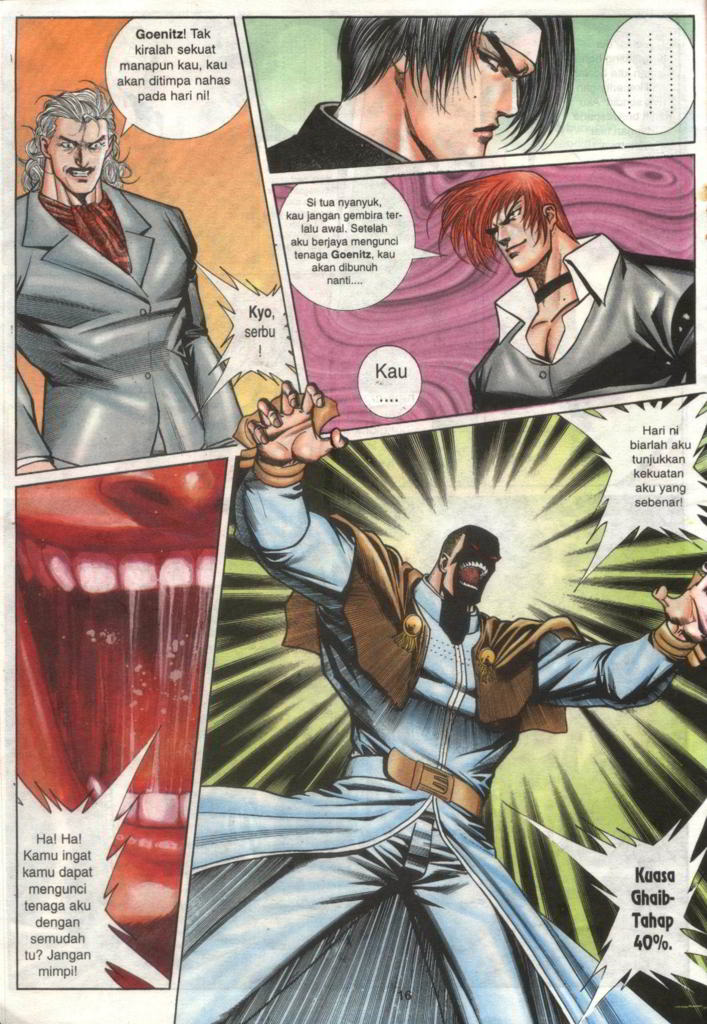 Goenitz! Tak
kiralah sekuat
manapun kau, kau
akan ditimpa nahas
pada hari ni!
Kyo,
serbu
!
..........
..........
..........
..........
Si tua nyanyuk,
kau jangan gembira ter-
lalu awal. Setelah
aku berjaya mengunci
tenaga Goenitz, kau
akan dibunuh
nanti....
Kau
....
Ha! Ha!
Kamu ingat
kamu dapat
mengunci
tenaga aku
dengan
semudah
tu? Jangan
mimpi!
Hari ni
biarlah aku
tunjukkan
kekuatan
aku yang
sebenar!
Kuasa
Ghaib-
Tahap
40%.
16